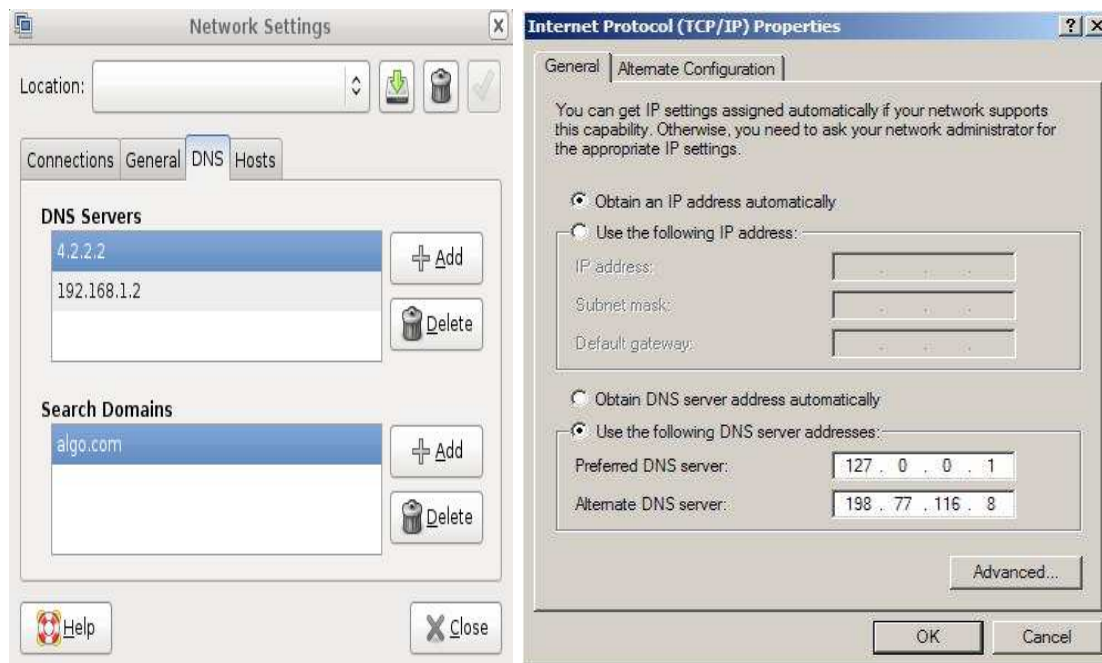 Network Settings
Location:
Connections General DNS Hosts
DNS Servers
4.2.2.2
192.168.1.2
Add
Delete
Search Domains
algo.com
Add
Delete
Help
Close
Internet Protocol (TCP/IP) Properties
General Alternate Configuration
You can get IP settings assigned automatically if your network supports
this capability. Otherwise, you need to ask your network administrator for
the appropriate IP settings.
Obtain an IP address automatically
Use the following IP address:
IP address:
Subnet mask:
Default gateway:
Obtain DNS server address automatically
Use the following DNS server addresses:
Preferred DNS server: 127 . 0 . 0 . 1
Alternate DNS server: 198 . 77 . 116 . 8
Advanced...
OK Cancel